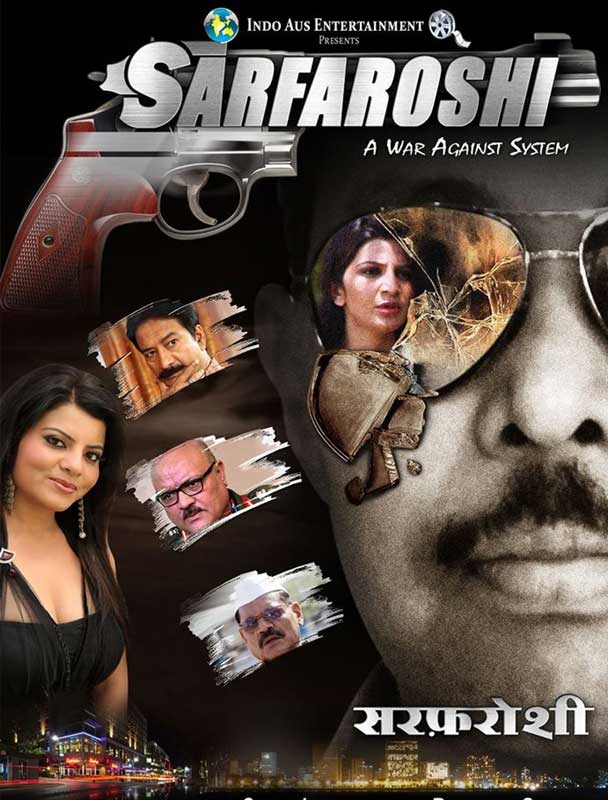 INDO AUS ENTERTAINMENT
PRESENTS
SARFAROSHI
A WAR AGAINST SYSTEM
सरफ़रोशी